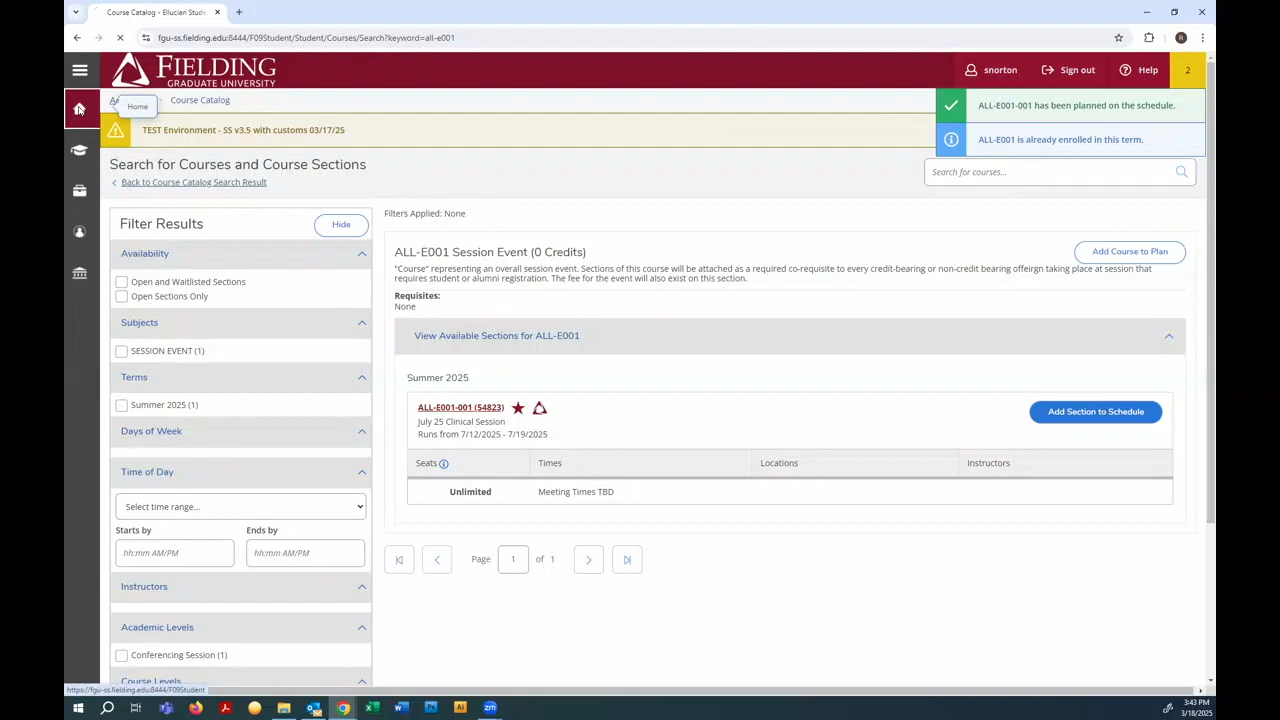 Course Catalog - Ellucian Studen
fgu-ss.fielding.edu:8444/F09Student/Student/Courses/Search?keyword=all-e001
R
FIELDING
GRADUATE UNIVERSITY
snorton
Sign out
Help
2
Home
Course Catalog
ALL-E001-001 has been planned on the schedule.
TEST Environment - SS v3.5 with customs 03/17/25
ALL-E001 is already enrolled in this term.
Search for Courses and Course Sections
Back to Course Catalog Search Result
Search for courses...
Filter Results
Hide
Availability
Open and Waitlisted Sections
Open Sections Only
Subjects
SESSION EVENT (1)
Terms
Summer 2025 (1)
Days of Week
Time of Day
Select time range...
Starts by
Ends by
hh:mm AM/PM
hh:mm AM/PM
Instructors
Academic Levels
Conferencing Session (1)
Course Levels
Filters Applied: None
ALL-E001 Session Event (0 Credits)
Add Course to Plan
"Course" representing an overall session event. Sections of this course will be attached as a required co-requisite to every credit-bearing or non-credit bearing offeirgn taking place at session that
requires student or alumni registration. The fee for the event will also exist on this section.
Requisites:
None
View Available Sections for ALL-E001
Summer 2025
ALL-E001-001 (54823)
Add Section to Schedule
July 25 Clinical Session
Runs from 7/12/2025 - 7/19/2025
Seats
Times
Locations
Instructors
Unlimited
Meeting Times TBD
Page 1 of 1
https://fgu-ss.fielding.edu:8444/F09Student
3:43 PM
3/18/2025